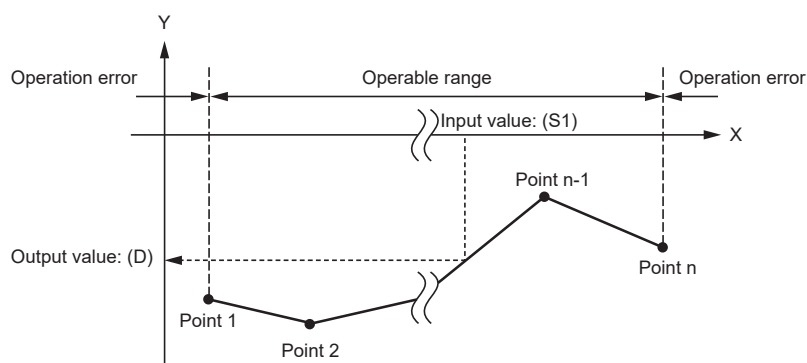 Y
Operation error
Operable range
Operation error
Input value: (S1)
X
Point n-1
Output value: (D)
Point n
Point 1
Point 2